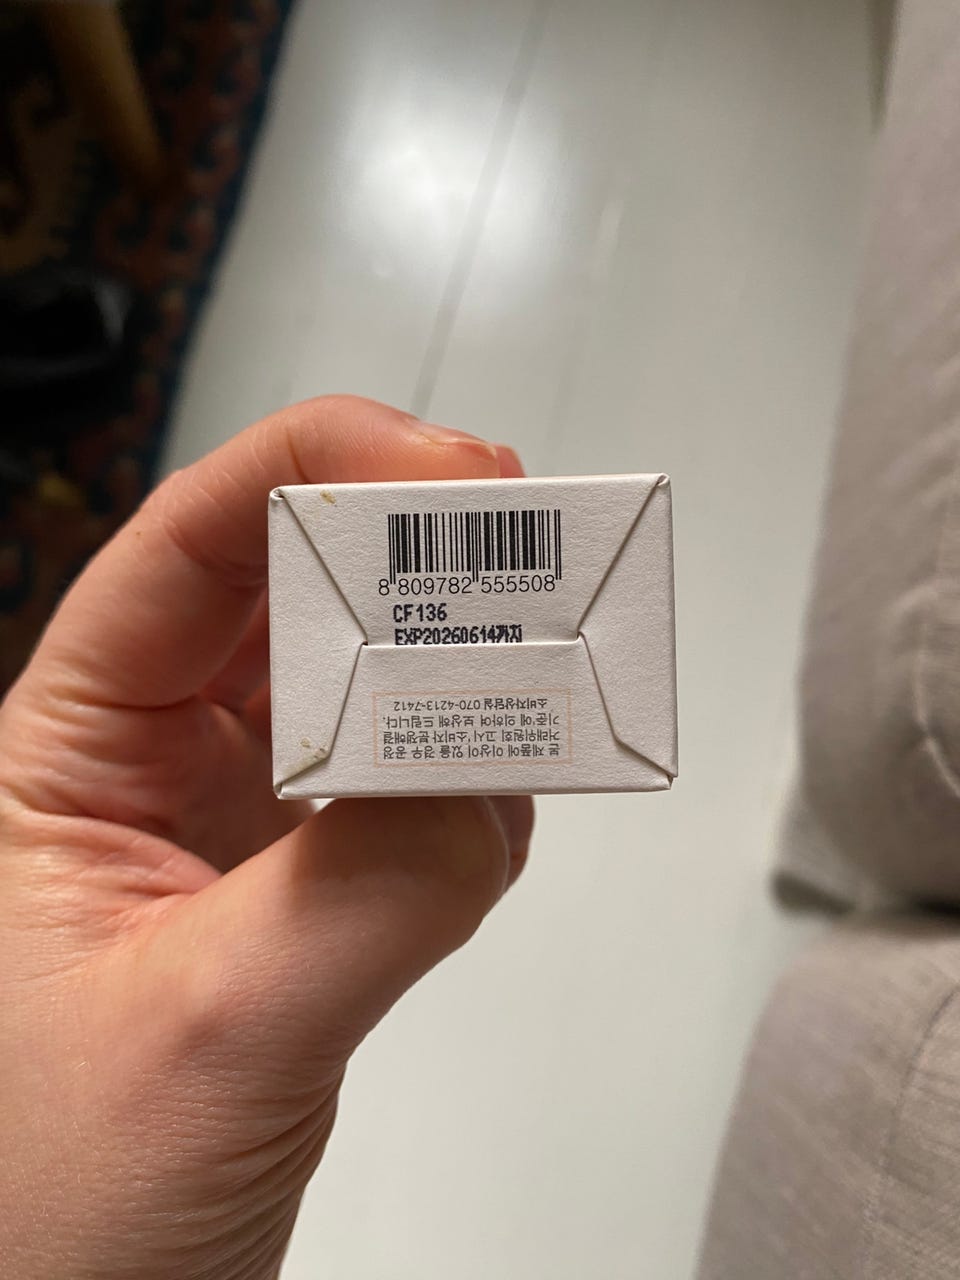 8 809782 555508
CF136
EXP20260614까지
본 제품에 이상이 있을 경우 공정
거래위원회 고시 '소비자 분쟁해결
기준'에 의하여 보상해 드립니다.
소비자상담실 070-4213-7412